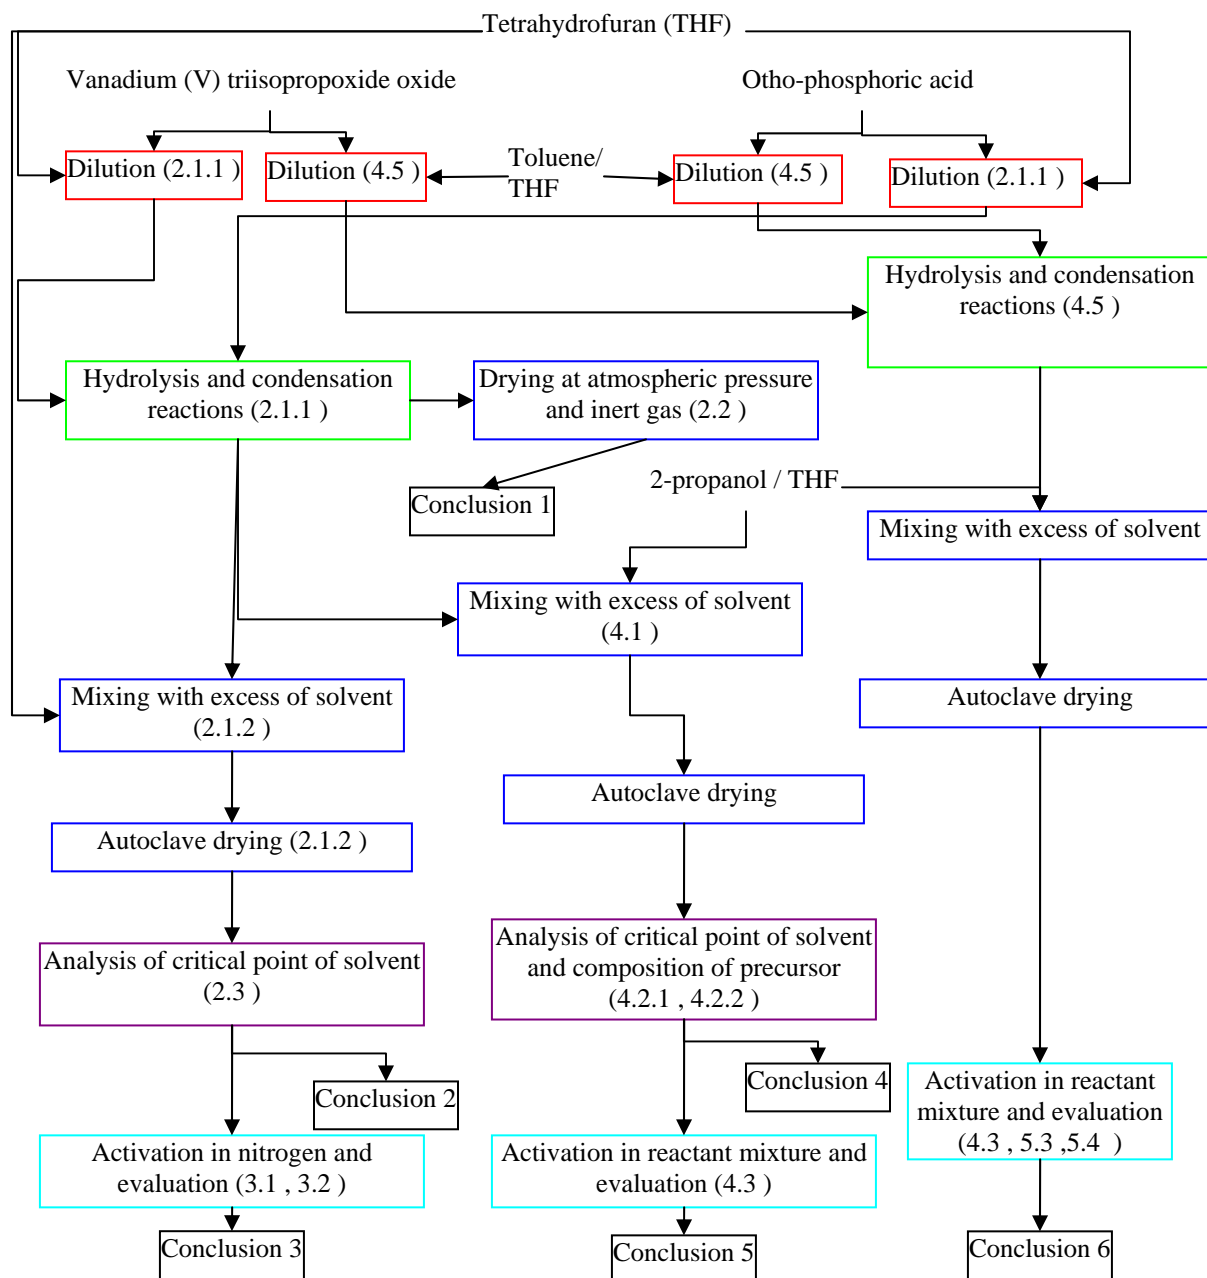 Tetrahydrofuran (THF)
Vanadium (V) triisopropoxide oxide
Otho-phosphoric acid
Dilution (2.1.1 )
Dilution (4.5 )
Toluene/
THF
Dilution (4.5 )
Dilution (2.1.1 )
Hydrolysis and condensation
reactions (4.5 )
Hydrolysis and condensation
reactions (2.1.1 )
Drying at atmospheric pressure
and inert gas (2.2 )
2-propanol / THF
Conclusion 1
Mixing with excess of solvent
Mixing with excess of solvent
(4.1 )
Mixing with excess of solvent
(2.1.2 )
Autoclave drying
Autoclave drying
Autoclave drying (2.1.2 )
Analysis of critical point of solvent
(2.3 )
Analysis of critical point of solvent
and composition of precursor
(4.2.1 , 4.2.2 )
Conclusion 2
Conclusion 4
Activation in reactant
mixture and evaluation
(4.3 , 5.3 ,5.4  )
Activation in nitrogen and
evaluation (3.1 , 3.2 )
Activation in reactant mixture and
evaluation (4.3 )
Conclusion 3
Conclusion 5
Conclusion 6